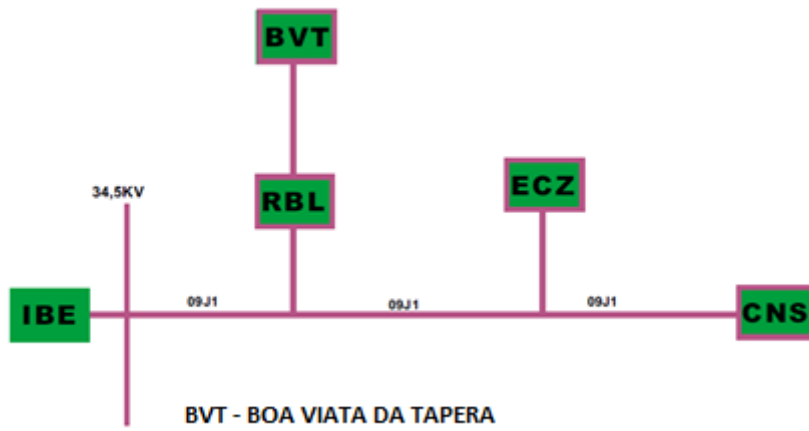 BVT
34,5KV
RBL
ECZ
IBE
09J1
09J1
09J1
CNS
BVT - BOA VIATA DA TAPERA